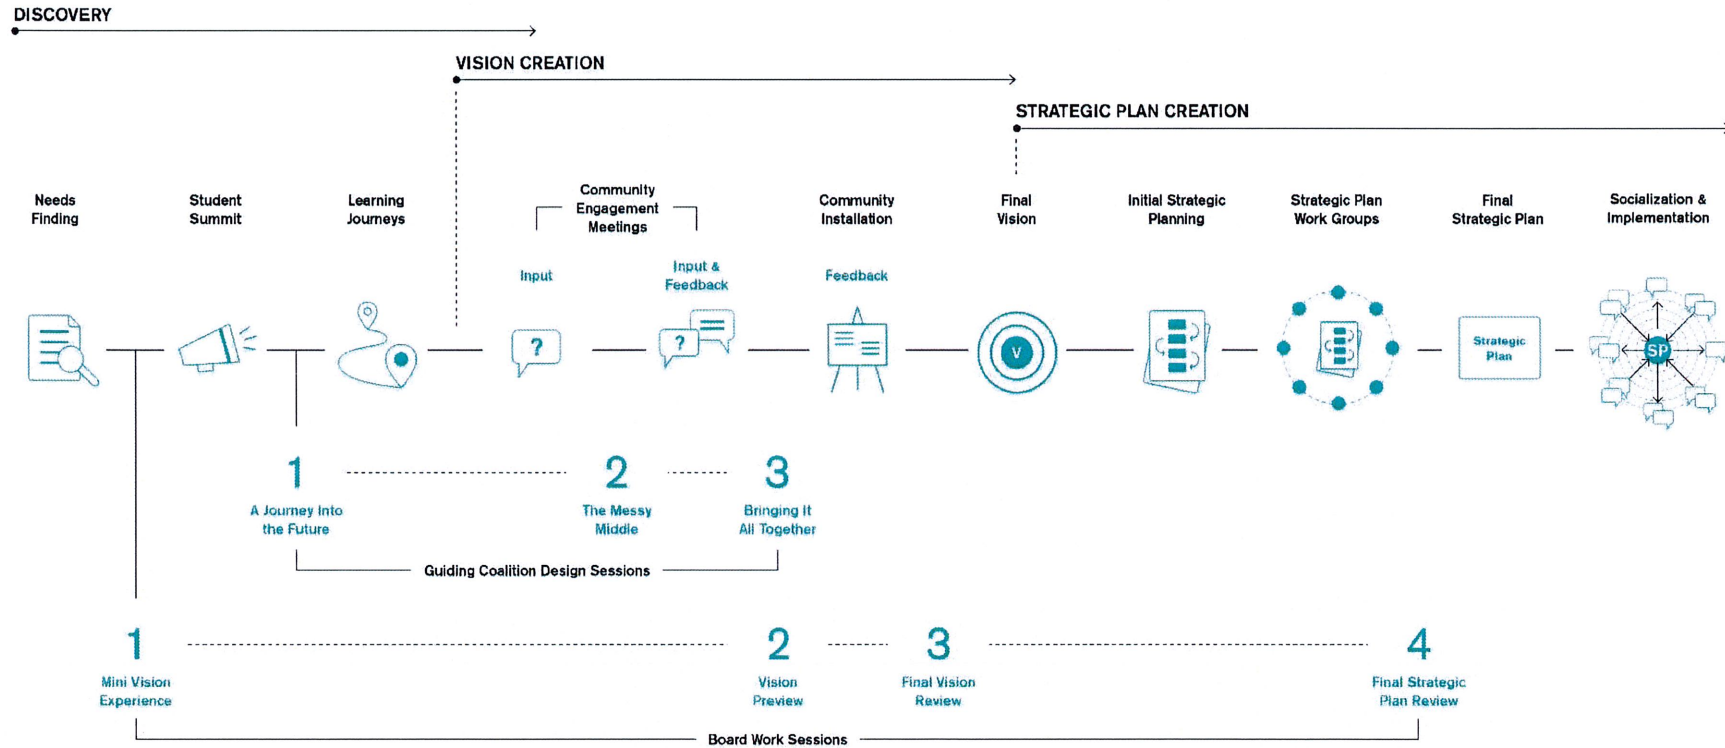 DISCOVERY
VISION CREATION
STRATEGIC PLAN CREATION
Needs
Finding
Student
Summit
Learning
Journeys
Community
Engagement
Meetings
Community
Installation
Final
Vision
Initial Strategic
Planning
Strategic Plan
Work Groups
Final
Strategic Plan
Socialization &
Implementation
Input
Input &
Feedback
Feedback
?
?
V
Strategic
Plan
SP
1
A Journey Into
the Future
2
The Messy
Middle
3
Bringing It
All Together
Guiding Coalition Design Sessions
1
Mini Vision
Experience
2
Vision
Preview
3
Final Vision
Review
4
Final Strategic
Plan Review
Board Work Sessions